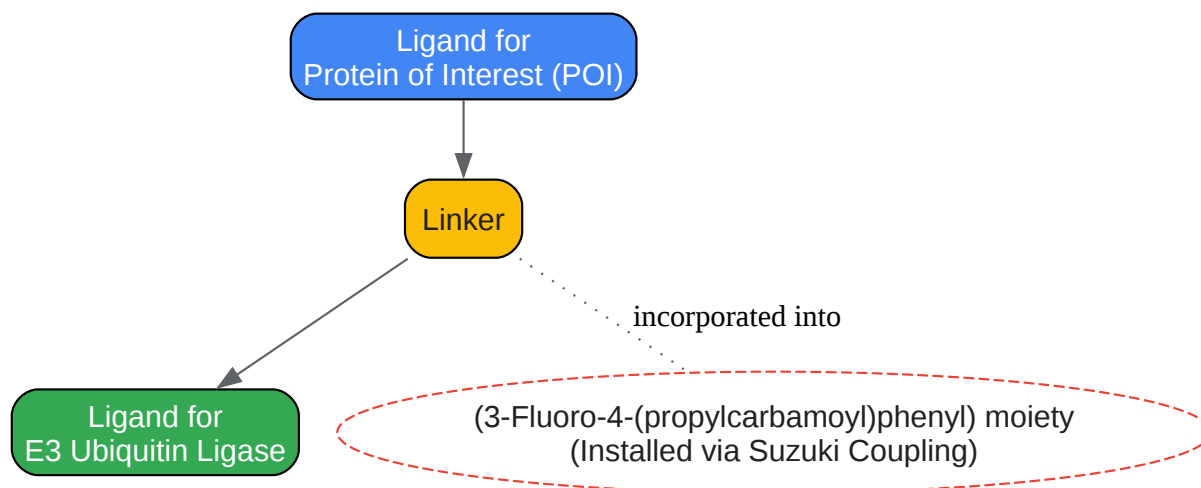 Ligand for
Protein of Interest (POI)
Linker
incorporated into
Ligand for
E3 Ubiquitin Ligase
(3-Fluoro-4-(propylcarbamoyl)phenyl) moiety
(Installed via Suzuki Coupling)